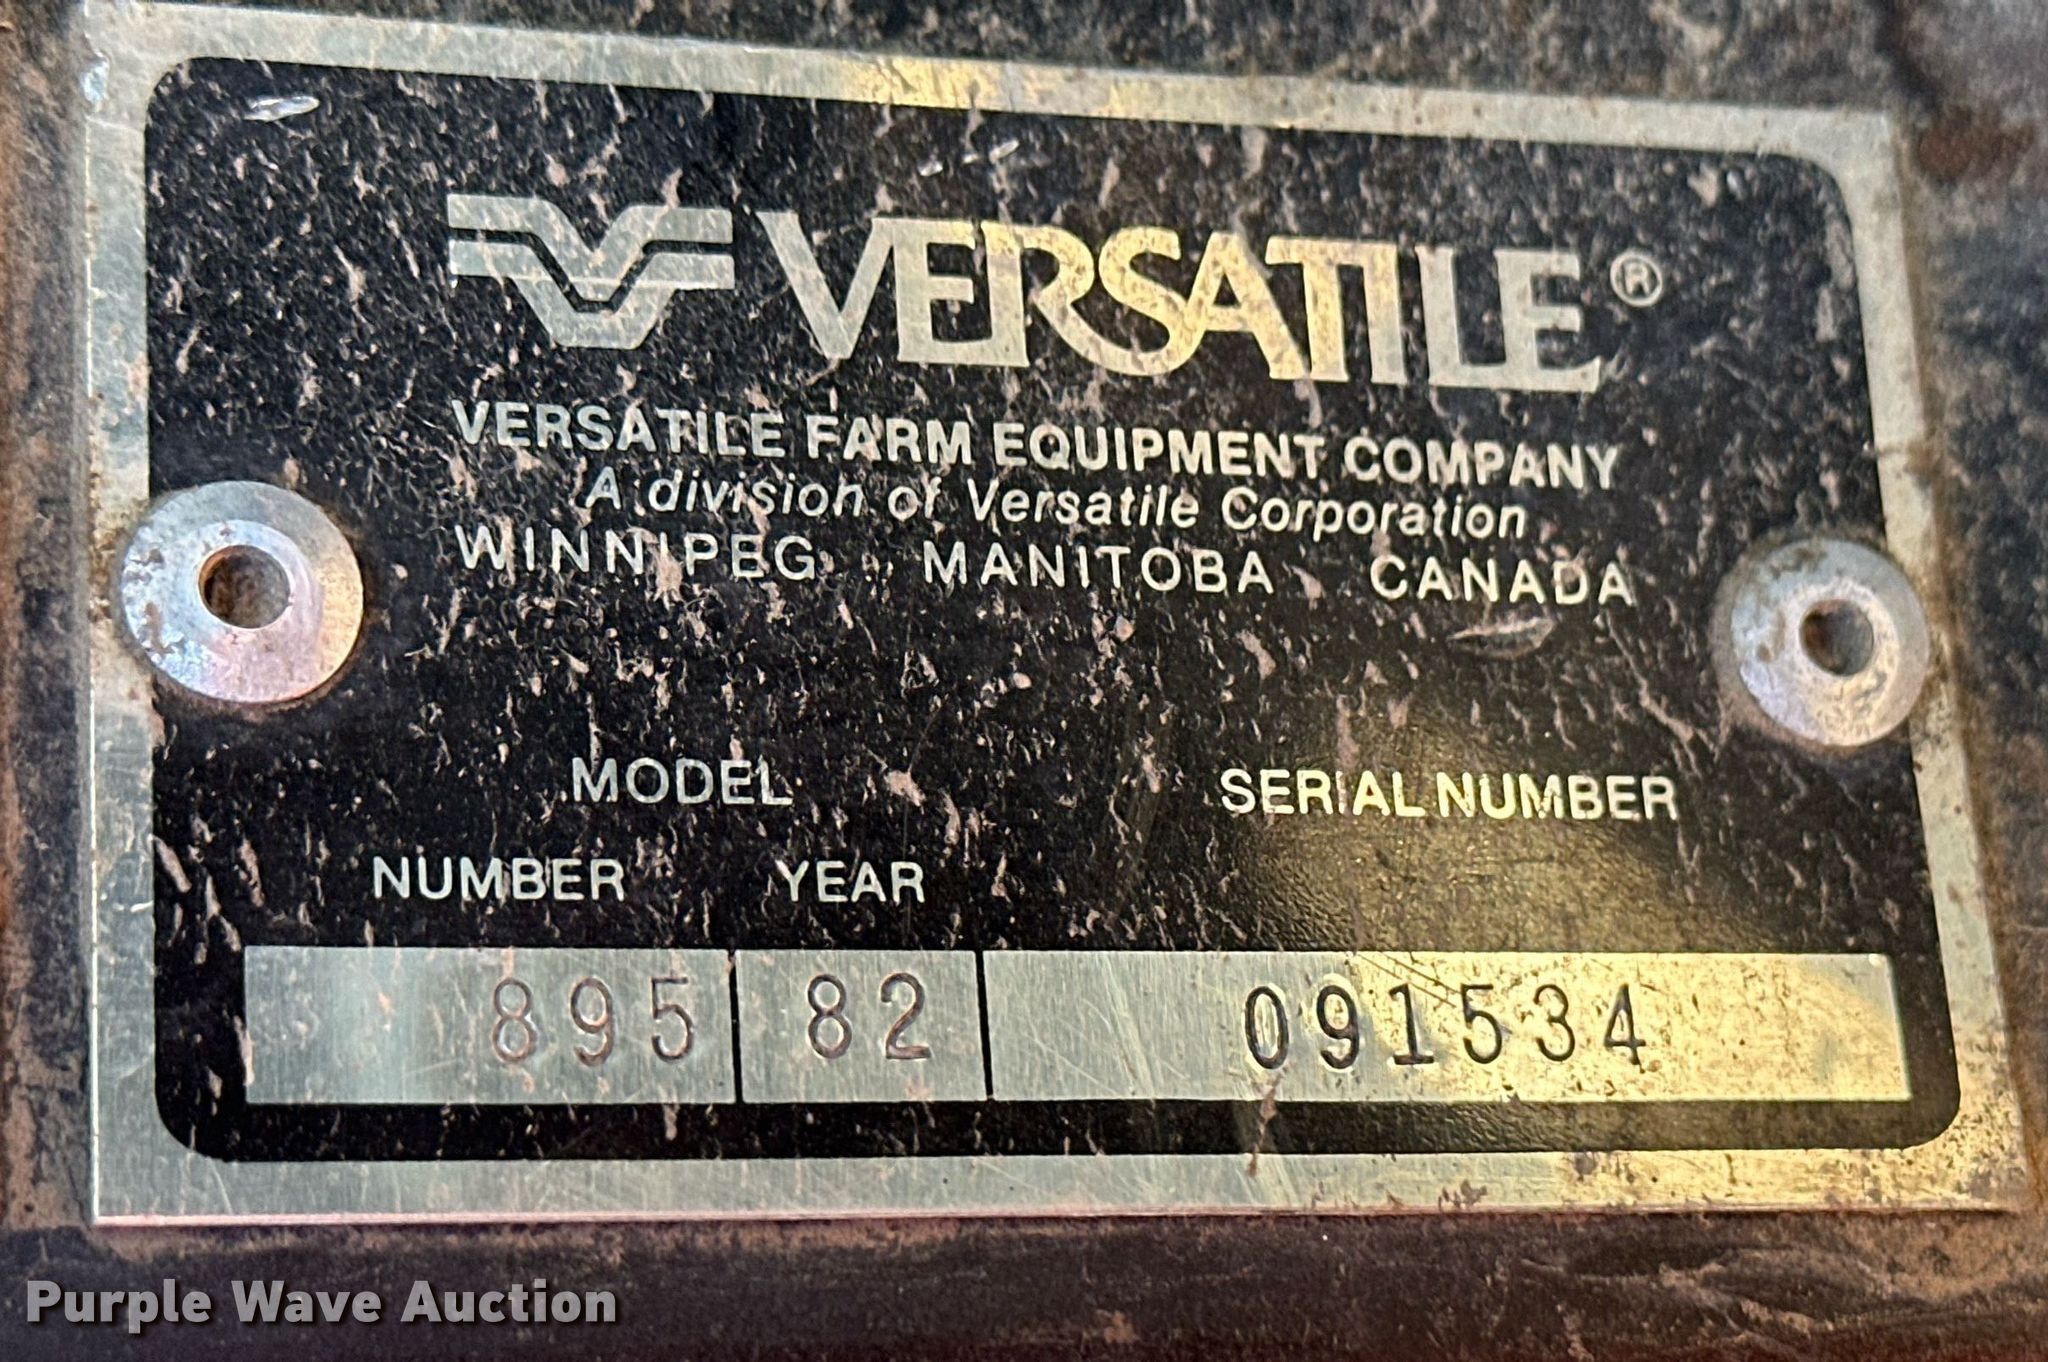 VERSATILE®
VERSATILE FARM EQUIPMENT COMPANY
A division of Versatile Corporation
WINNIPEG MANITOBA CANADA
MODEL SERIAL NUMBER
NUMBER YEAR
895 82 091534
Purple Wave Auction